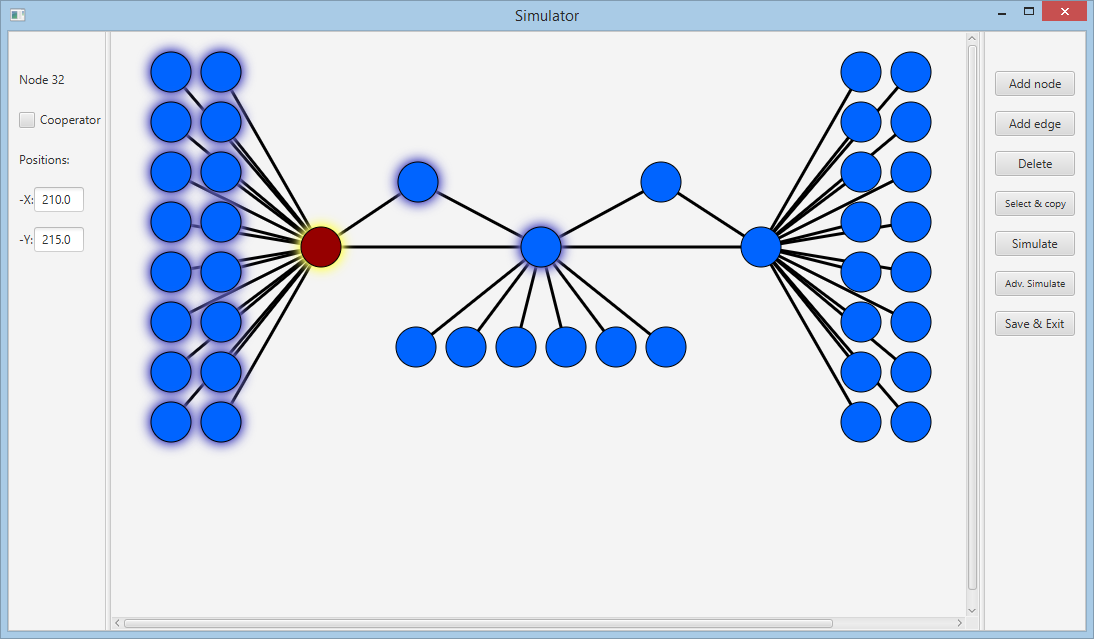 Simulator
Node 32
Cooperator
Positions:
-X: 210.0
-Y: 215.0
Add node
Add edge
Delete
Select & copy
Simulate
Adv. Simulate
Save & Exit